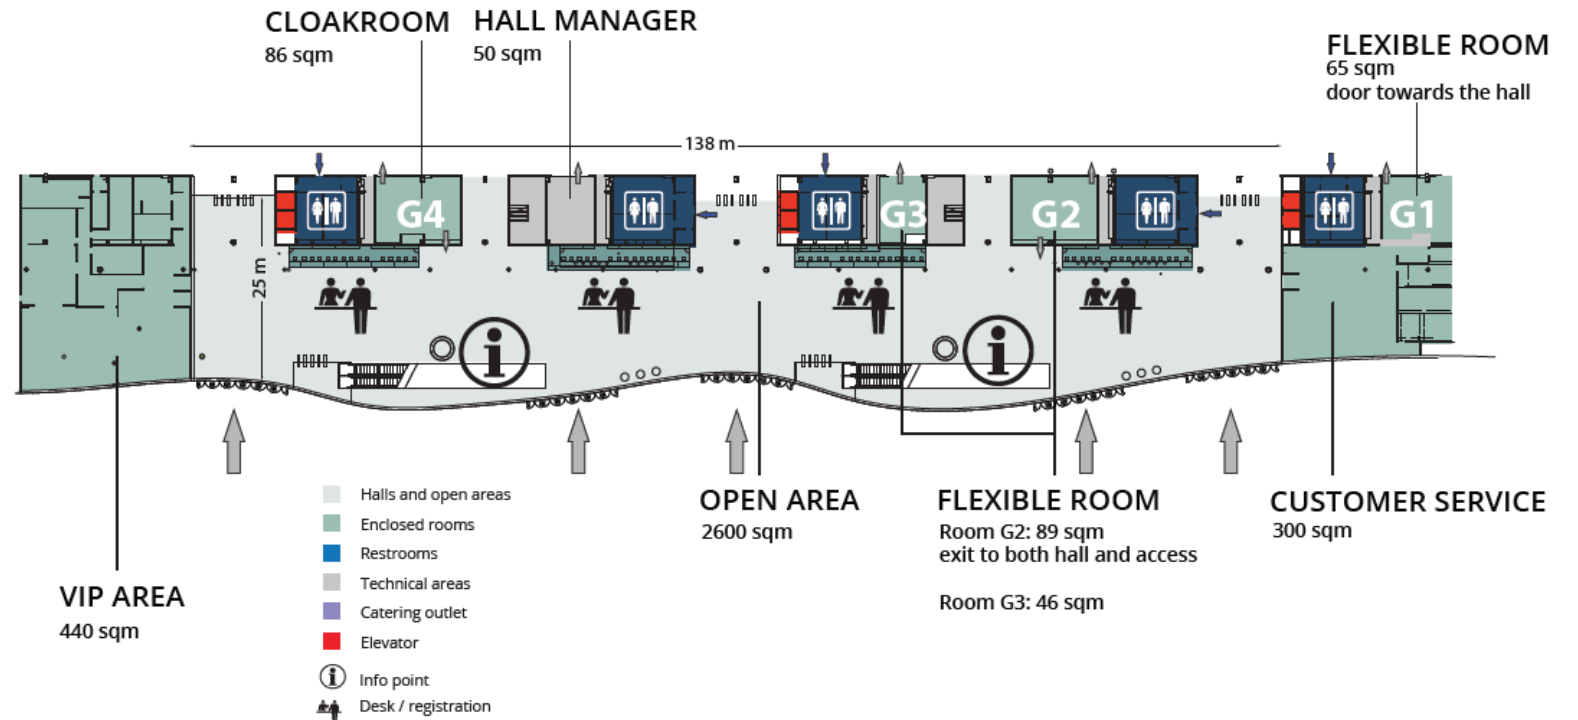 CLOAKROOM
86 sqm
HALL MANAGER
50 sqm
FLEXIBLE ROOM
65 sqm
door towards the hall
138 m
G4
G3
G2
G1
25 m
OPEN AREA
2600 sqm
FLEXIBLE ROOM
Room G2: 89 sqm
exit to both hall and access
Room G3: 46 sqm
CUSTOMER SERVICE
300 sqm
VIP AREA
440 sqm
Halls and open areas
Enclosed rooms
Restrooms
Technical areas
Catering outlet
Elevator
Info point
Desk / registration